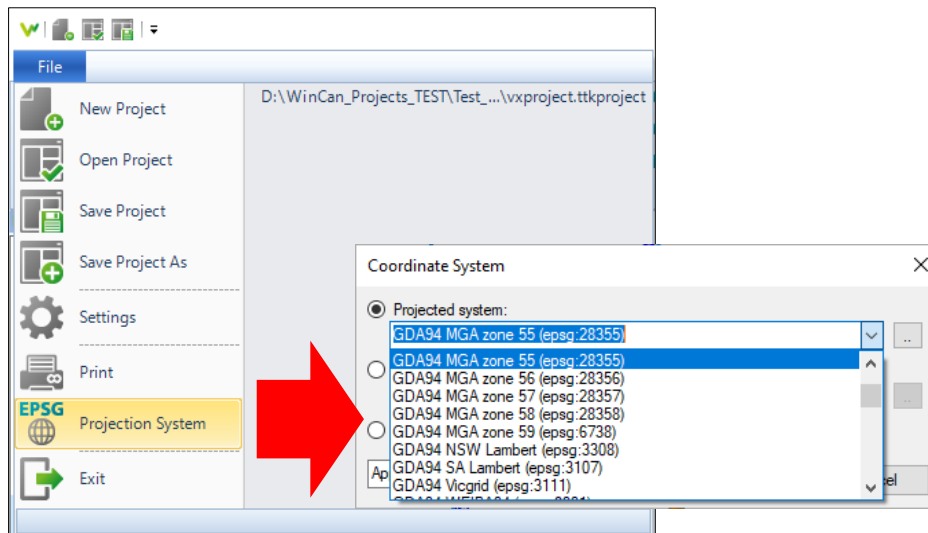 File
D:\WinCan_Projects_TEST\Test_...\vxproject.ttkproject
New Project
Open Project
Save Project
Save Project As
Settings
Print
EPSG
Projection System
Exit
Coordinate System
Projected system:
GDA94 MGA zone 55 (epsg:28355)
..
GDA94 MGA zone 55 (epsg:28355)
GDA94 MGA zone 56 (epsg:28356)
GDA94 MGA zone 57 (epsg:28357)
GDA94 MGA zone 58 (epsg:28358)
..
GDA94 MGA zone 59 (epsg:6738)
GDA94 NSW Lambert (epsg:3308)
GDA94 SA Lambert (epsg:3107)
Ap
GDA94 Vicgrid (epsg:3111)
cel